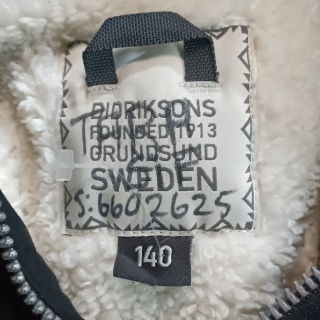 DIDRIKSONS
FOUNDED 1913
GRUNDSUND
SWEDEN
S:6602625
140